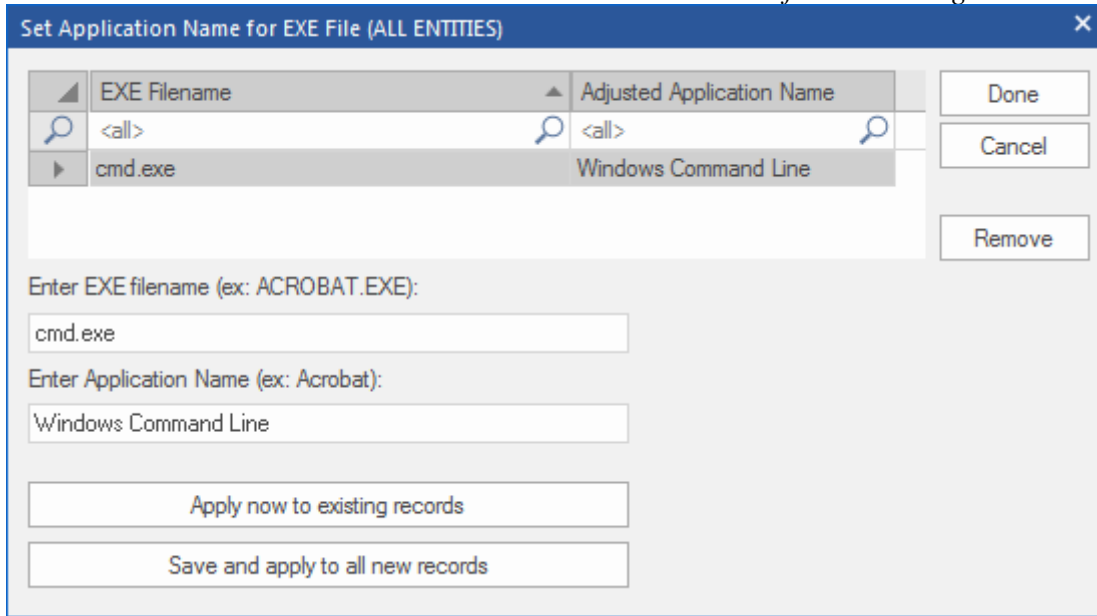 Set Application Name for EXE File (ALL ENTITIES)
EXE Filename Adjusted Application Name
<all> <all>
cmd.exe Windows Command Line
Done
Cancel
Remove
Enter EXE filename (ex: ACROBAT.EXE):
cmd.exe
Enter Application Name (ex: Acrobat):
Windows Command Line
Apply now to existing records
Save and apply to all new records